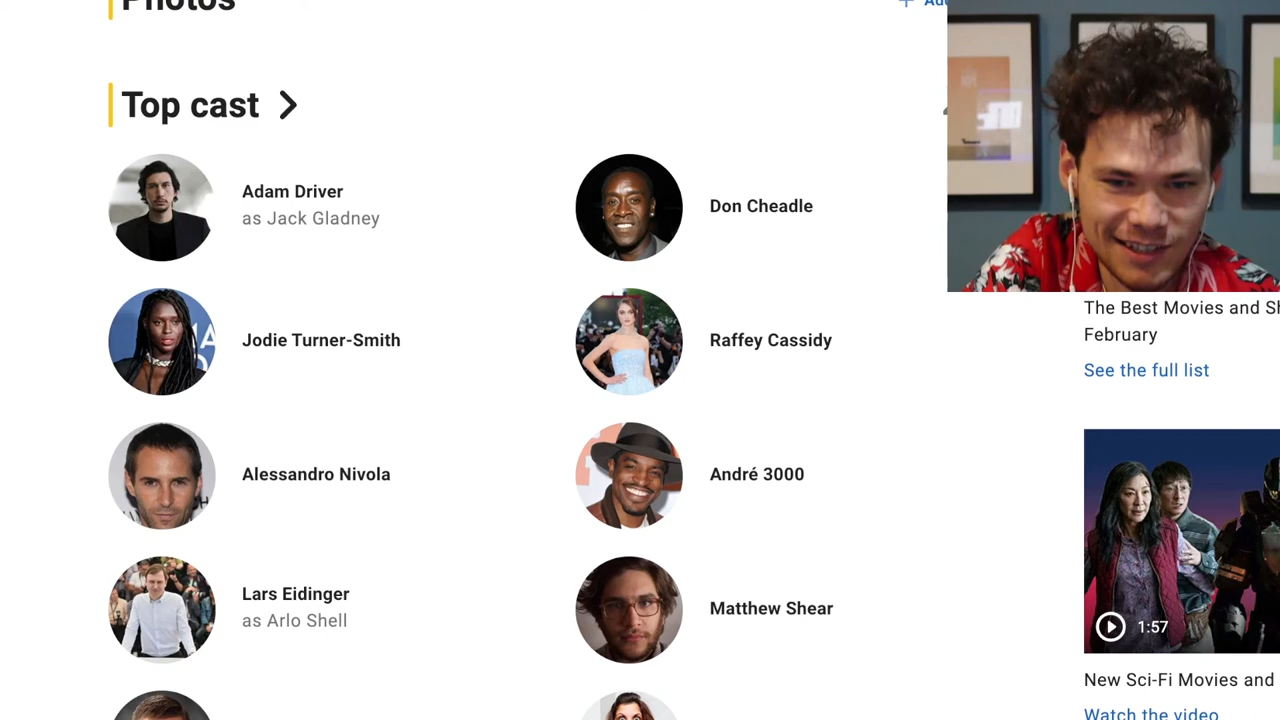 Photos
Top cast
Adam Driver
as Jack Gladney
Don Cheadle
Jodie Turner-Smith
Raffey Cassidy
Alessandro Nivola
André 3000
Lars Eidinger
as Arlo Shell
Matthew Shear
The Best Movies and
February
See the full list
1:57
New Sci-Fi Movies and
Watch the video